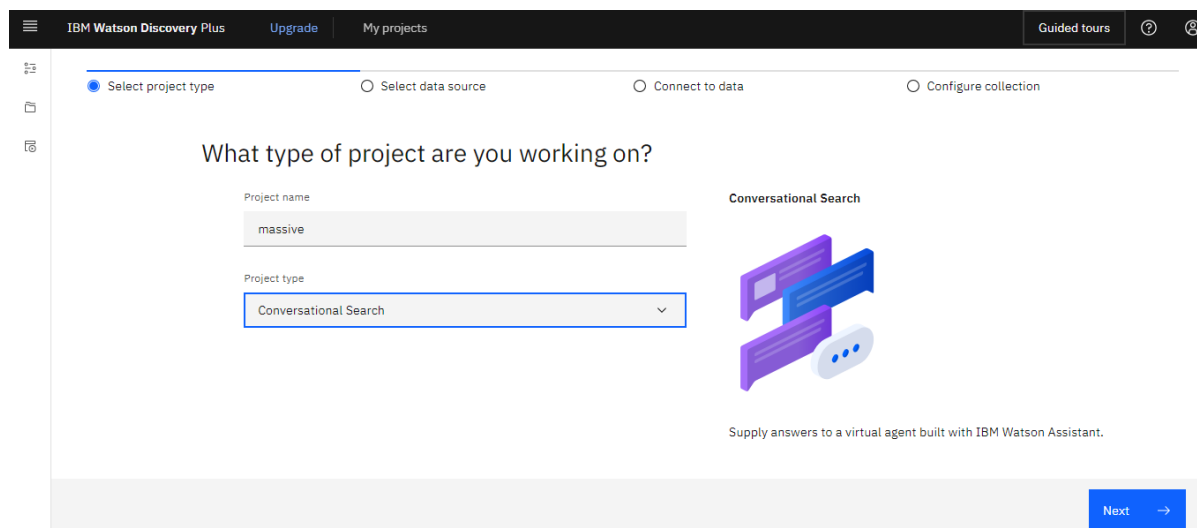 IBM Watson Discovery Plus Upgrade My projects Guided tours
Select project type Select data source Connect to data Configure collection
What type of project are you working on?
Project name
massive
Project type
Conversational Search
Conversational Search
Supply answers to a virtual agent built with IBM Watson Assistant.
Next